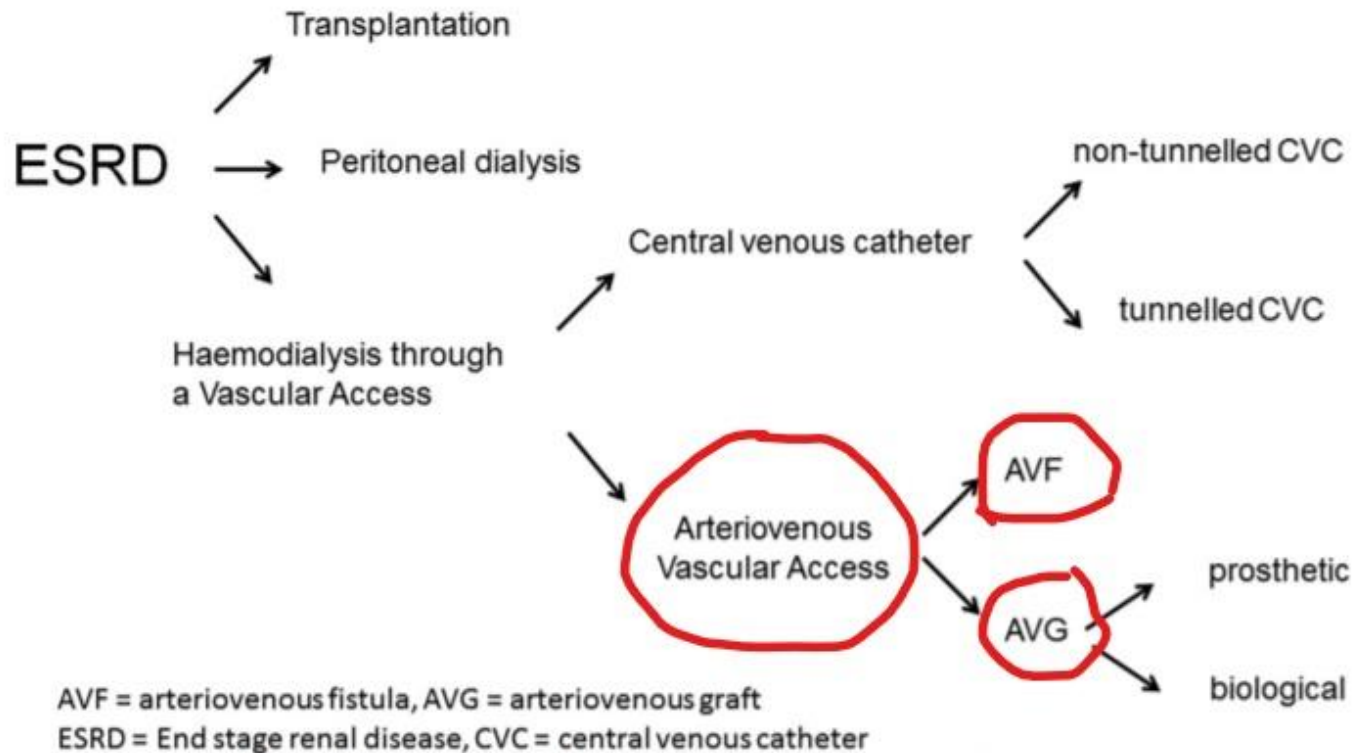 Transplantation
ESRD
Peritoneal dialysis
non-tunnelled CVC
Central venous catheter
tunnelled CVC
Haemodialysis through
a Vascular Access
AVF
Arteriovenous
Vascular Access
prosthetic
AVG
biological
AVF = arteriovenous fistula, AVG = arteriovenous graft
ESRD = End stage renal disease, CVC = central venous catheter